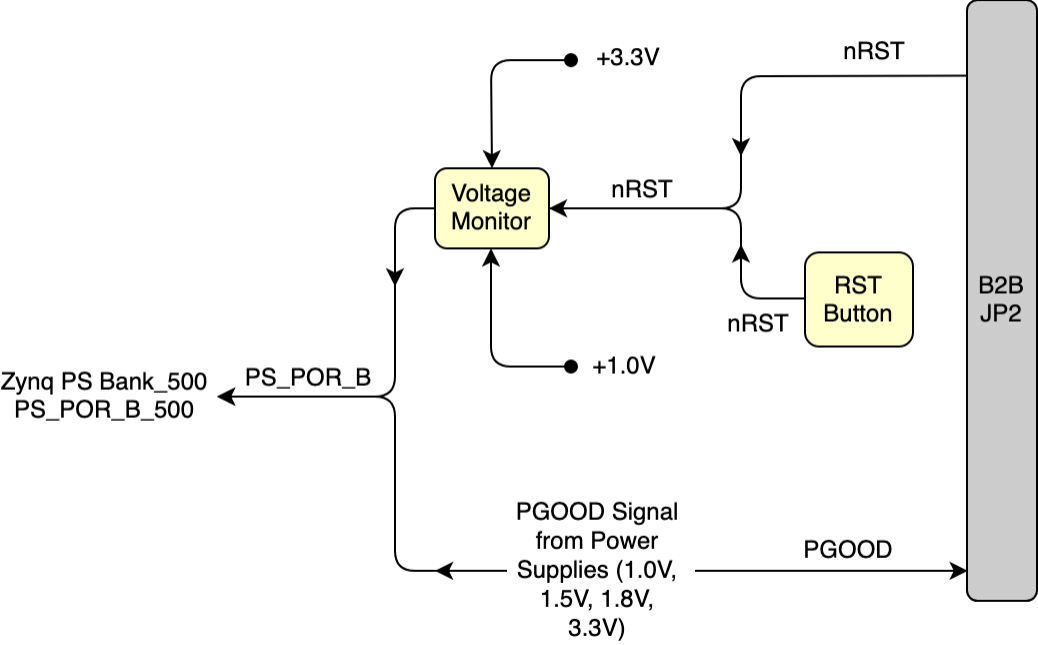 nRST
+3.3V
Voltage
Monitor
nRST
RST
Button
B2B
JP2
nRST
+1.0V
Zynq PS Bank_500
PS_POR_B_500
PS_POR_B
PGOOD Signal
from Power
Supplies (1.0V,
1.5V, 1.8V,
3.3V)
PGOOD